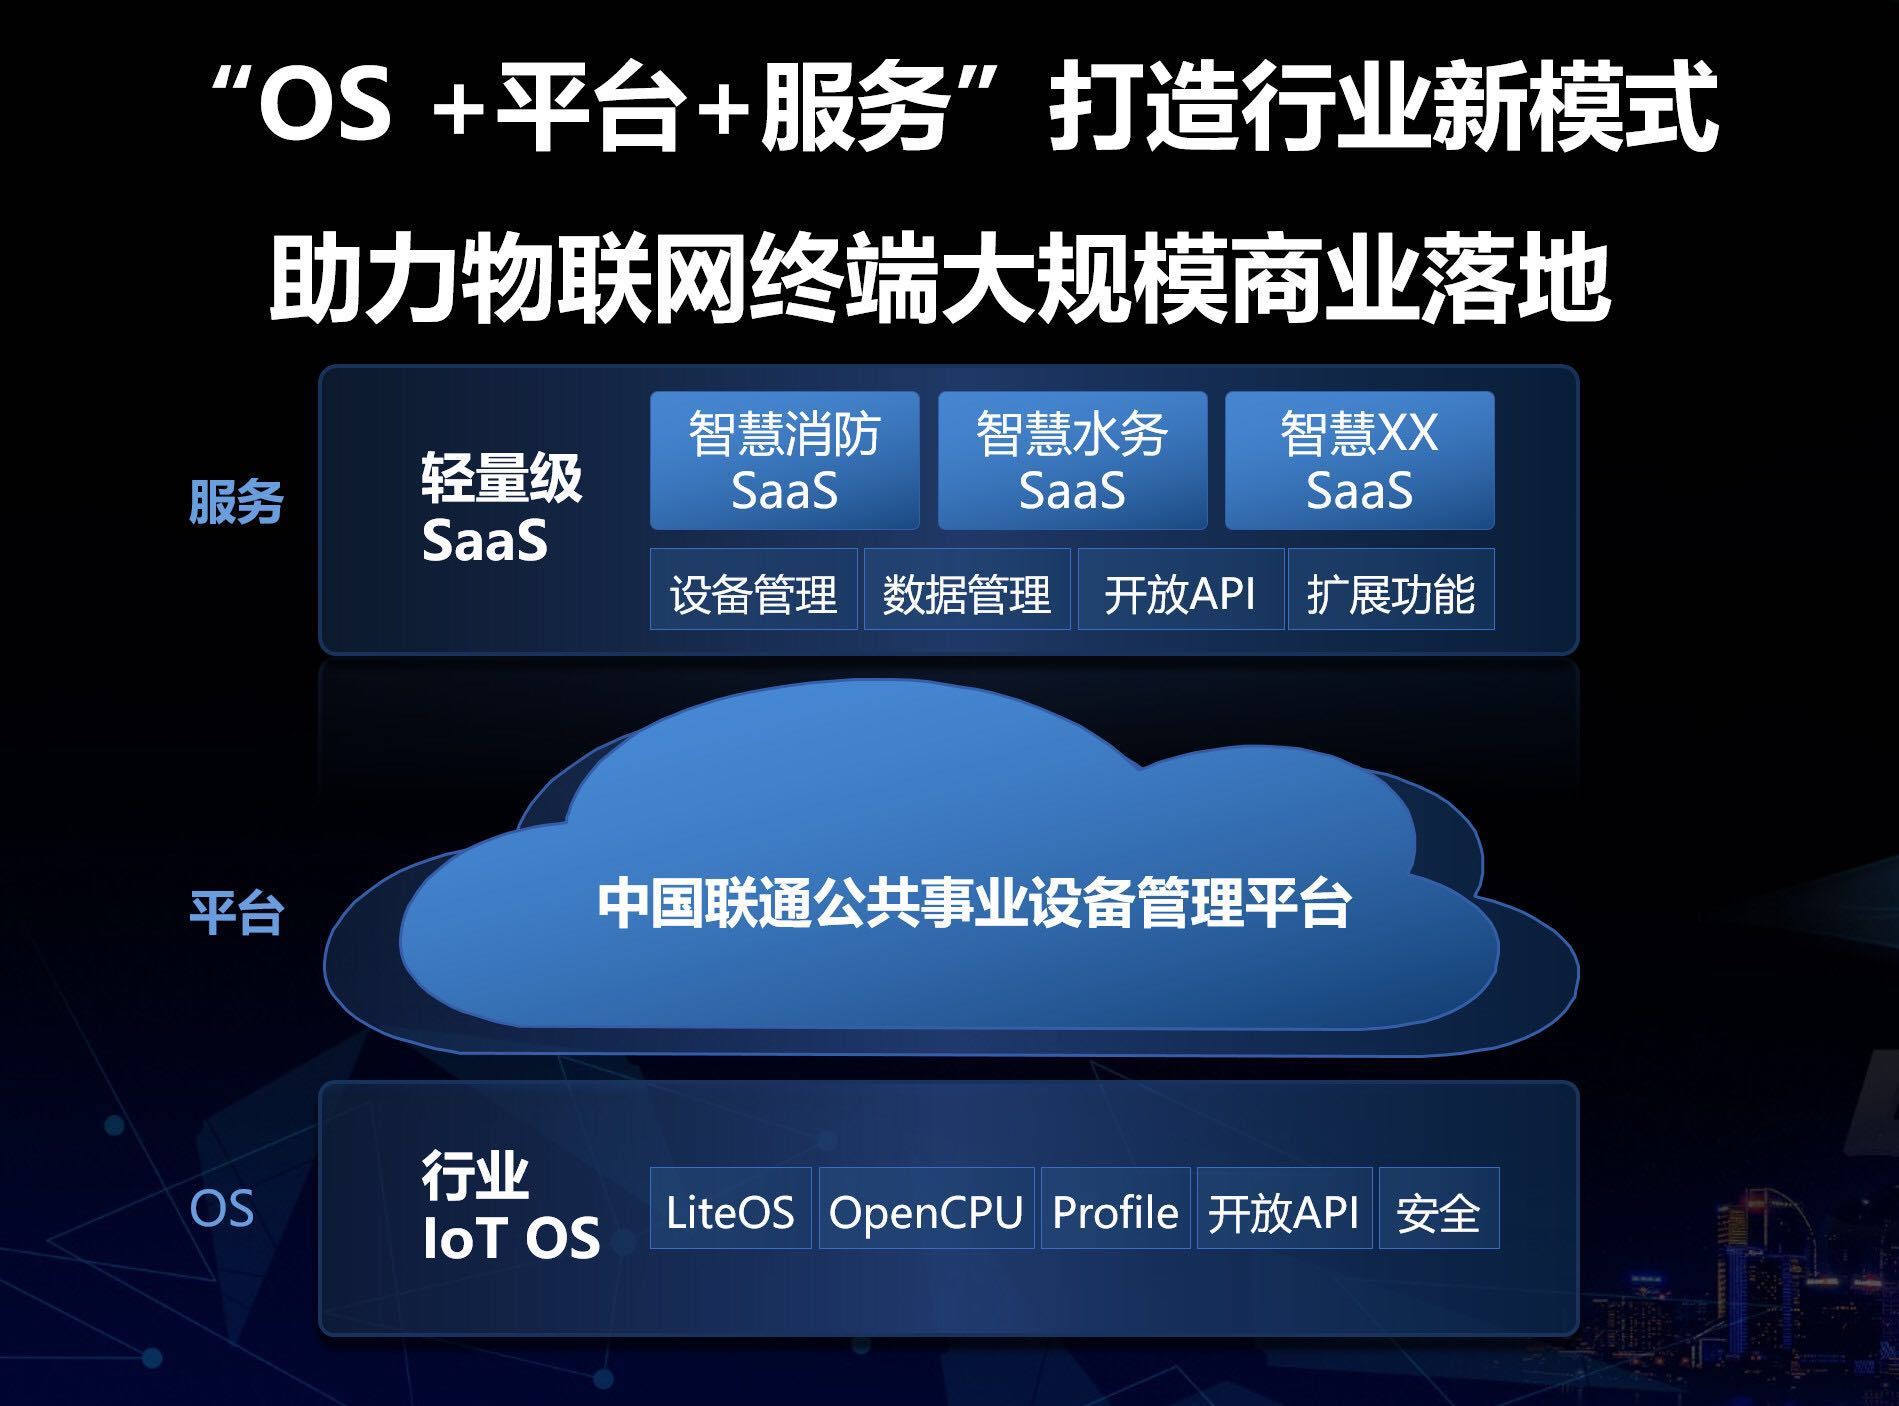 “OS +平台+服务”打造行业新模式
助力物联网终端大规模商业落地
服务
轻量级
SaaS
智慧消防
SaaS
智慧水务
SaaS
智慧XX
SaaS
设备管理
数据管理
开放API
扩展功能
平台
中国联通公共事业设备管理平台
OS
行业
IoT OS
LiteOS
OpenCPU
Profile
开放API
安全